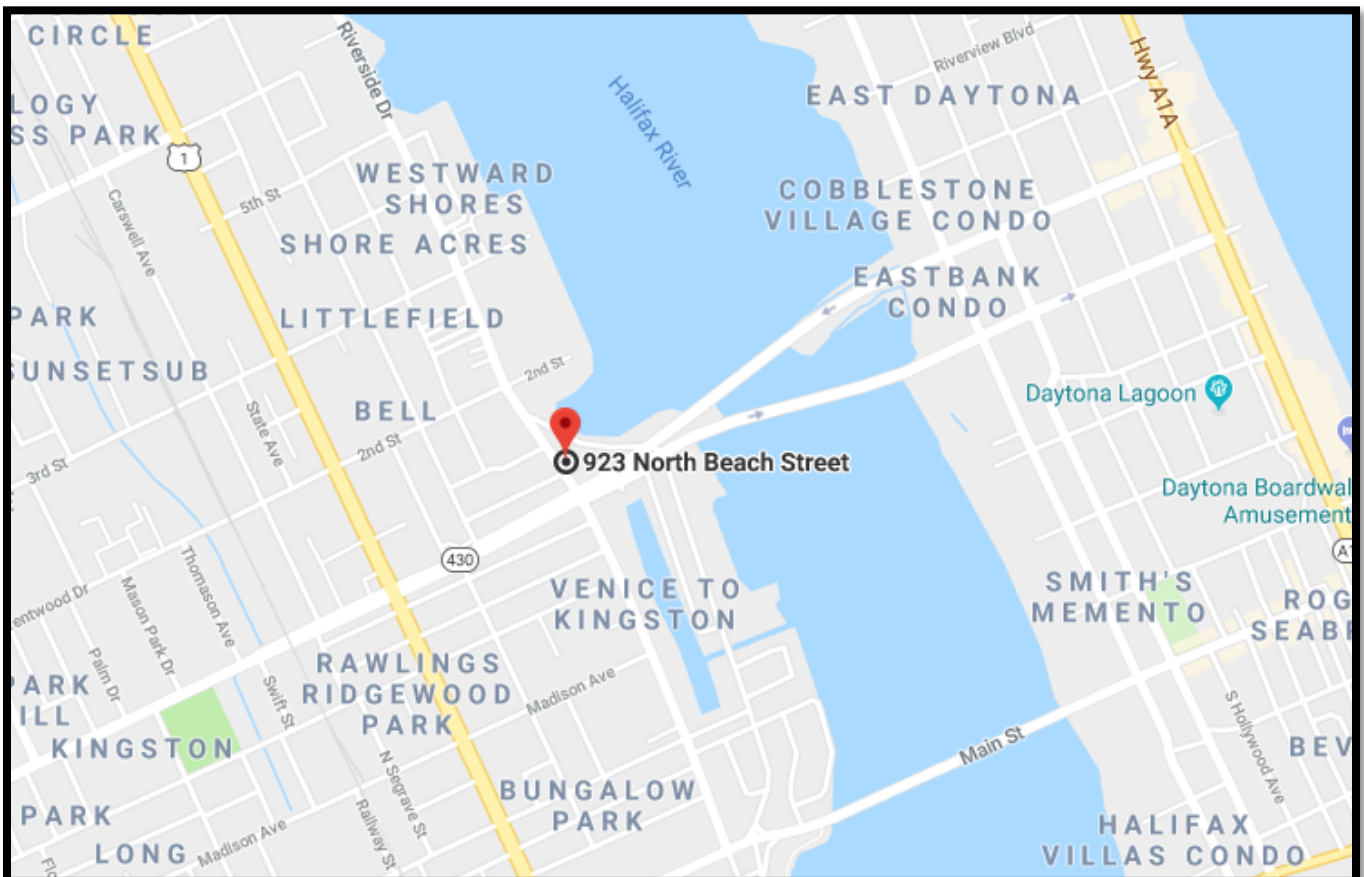 CIRCLE
Riverside Dr
Halifax River
Riverview Blvd
Hwy A1A
EAST DAYTONA
LOGY
SS PARK
1
WESTWARD
SHORES
Carswell Ave
5th St
COBBLESTONE
VILLAGE CONDO
SHORE ACRES
EASTBANK
CONDO
PARK
LITTLEFIELD
SUNSETSUB
2nd St
BELL
Daytona Lagoon
State Ave
2nd St
3rd St
923 North Beach Street
Daytona Boardwal
Amusement
430
A1
Thomason Ave
Mason Park Dr
entwood Dr
VENICE TO
KINGSTON
SMITH'S
MEMENTO
ROG
SEAB
Palm Dr
RAWLINGS
RIDGEWOOD
PARK
Madison Ave
PARK
ILL
Swift St
KINGSTON
S Hollywood Ave
Main St
BEV
N Segrave St
BUNGALOW
PARK
PARK
Railway St
Madison Ave
LONG
Flo
HALIFAX
VILLAS CONDO